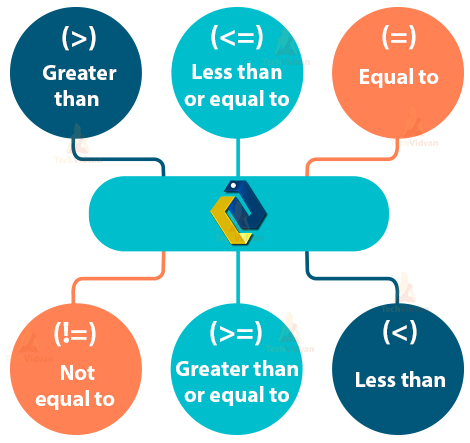 (>)
Greater
than
(<=)
Less than
or equal to
(=)
Equal to
(!=)
Not
equal to
(>=)
Greater than
or equal to
(<)
Less than